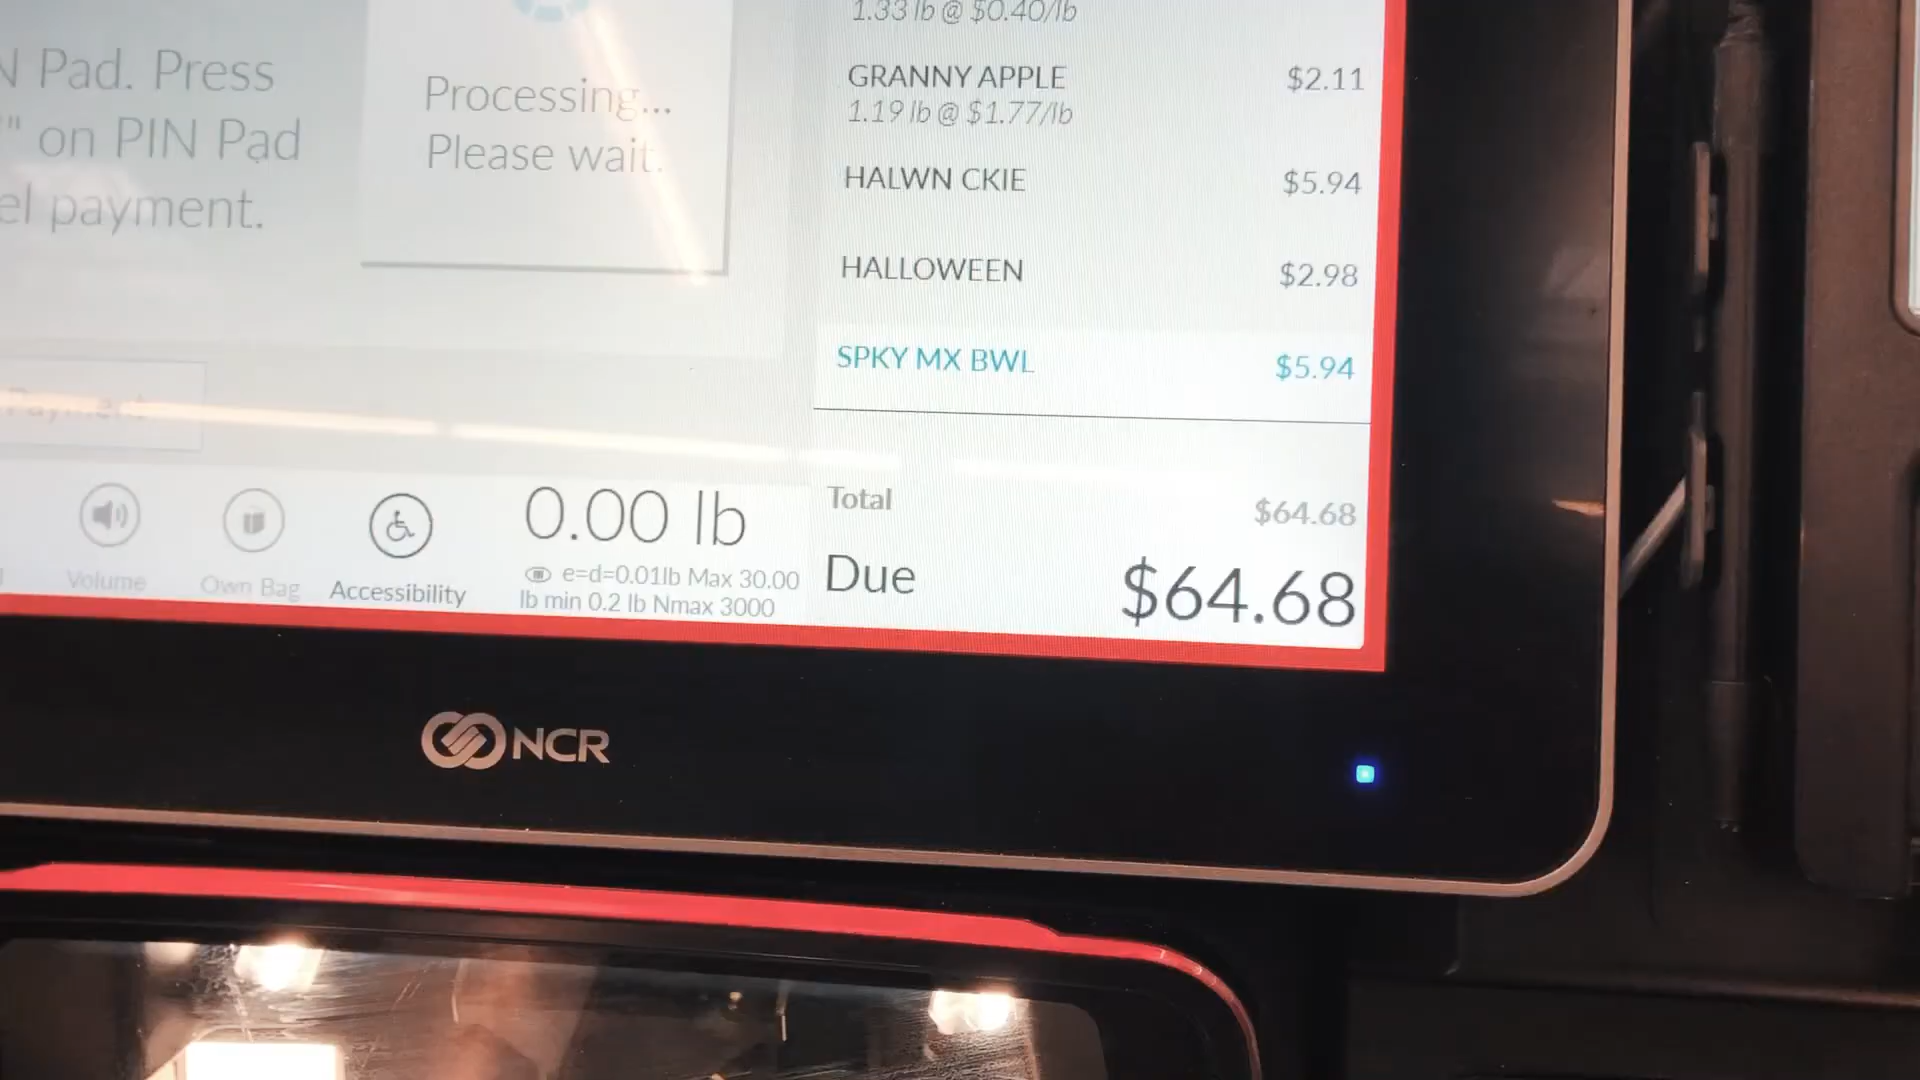 N Pad. Press
" on PIN Pad
el payment.
Processing...
Please wait.
Payment
1.33 lb @ $0.40/lb
GRANNY APPLE $2.11
1.19 lb @ $1.77/lb
HALWN CKIE $5.94
HALLOWEEN $2.98
SPKY MX BWL $5.94
Total $64.68
Due $64.68
Volume
Own Bag
Accessibility
0.00 lb
e=d=0.01lb Max 30.00
lb min 0.2 lb Nmax 3000
NCR